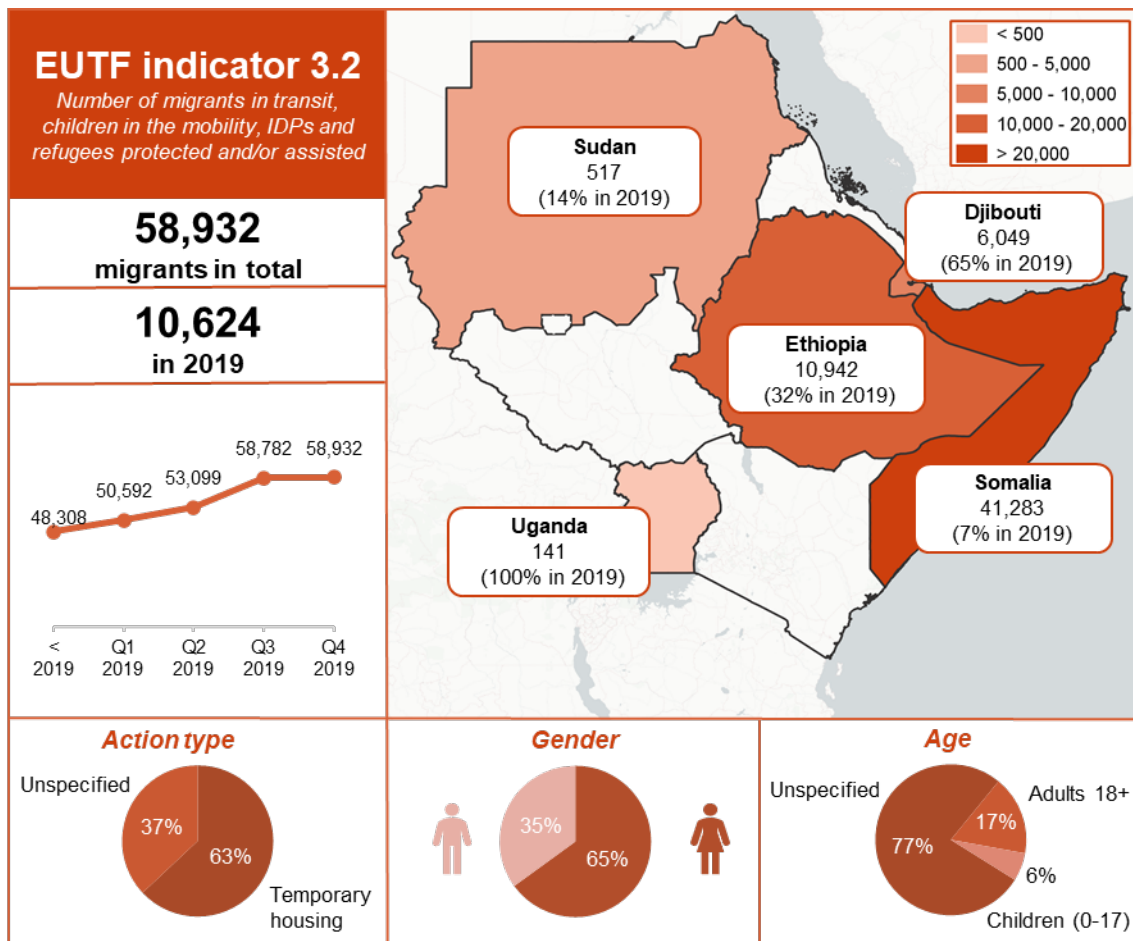 EUTF indicator 3.2
Number of migrants in transit,
children in the mobility, IDPs and
refugees protected and/or assisted
58,932
migrants in total
10,624
in 2019
48,308
50,592
53,099
58,782
58,932
<
2019
Q1
2019
Q2
2019
Q3
2019
Q4
2019
< 500
500 - 5,000
5,000 - 10,000
10,000 - 20,000
> 20,000
Sudan
517
(14% in 2019)
Djibouti
6,049
(65% in 2019)
Ethiopia
10,942
(32% in 2019)
Somalia
41,283
(7% in 2019)
Uganda
141
(100% in 2019)
Action type
Unspecified
37%
63%
Temporary
housing
Gender
35%
65%
Age
Unspecified
Adults 18+
17%
77%
6%
Children (0-17)